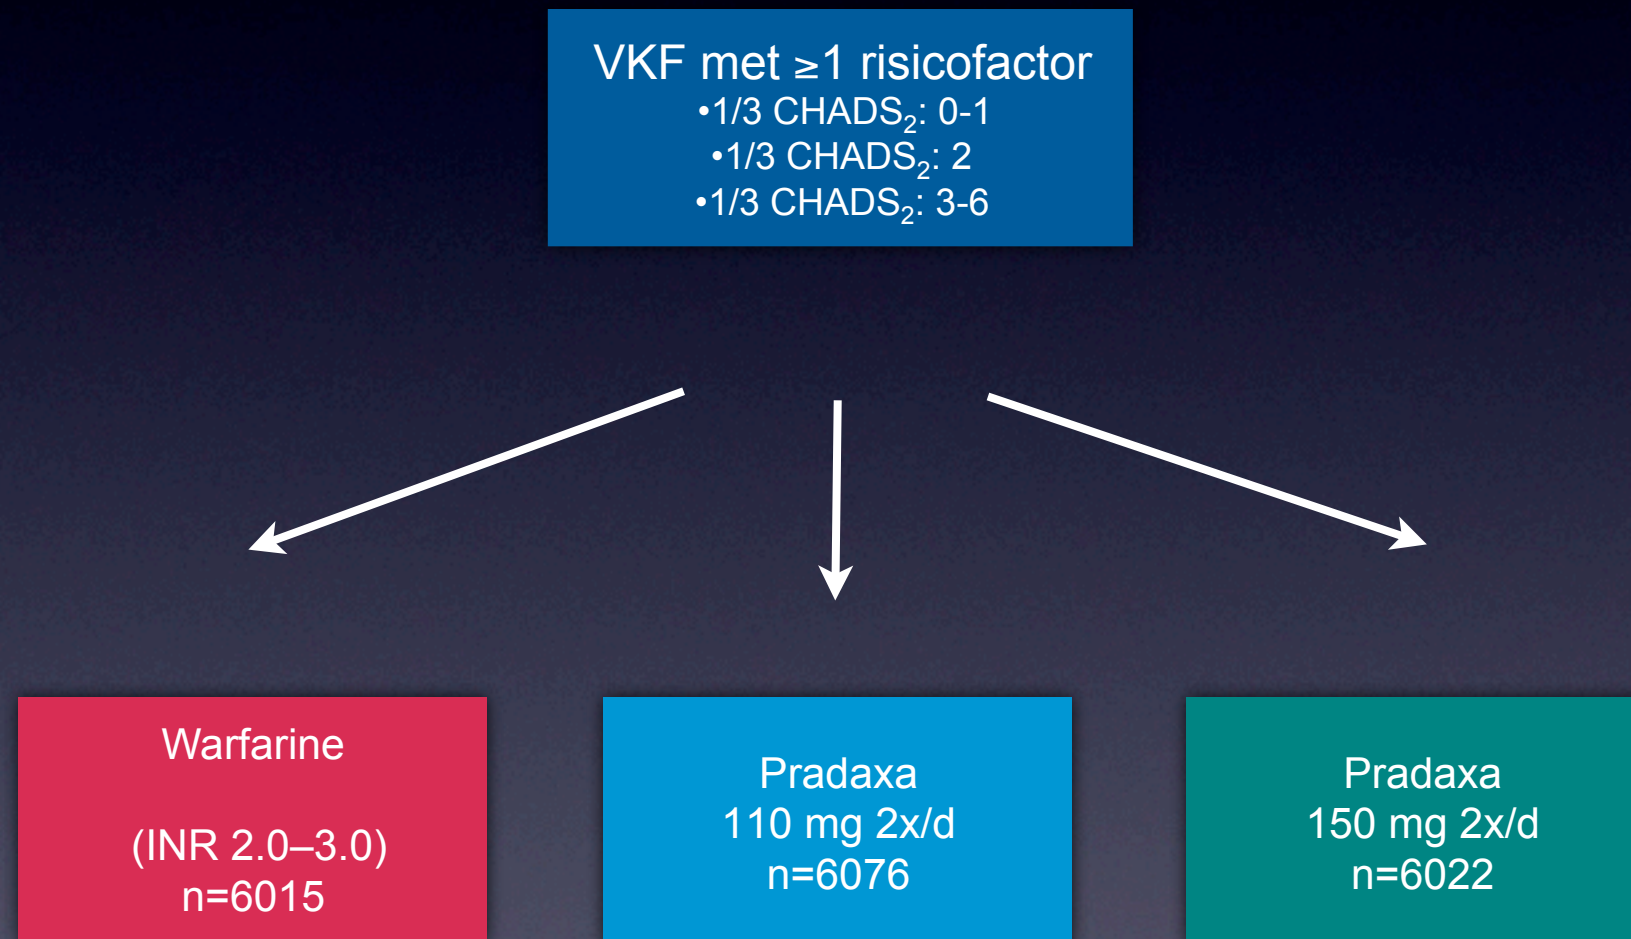 VKF met ≥1 risicofactor
•1/3 CHADS₂: 0-1
•1/3 CHADS₂: 2
•1/3 CHADS₂: 3-6
Warfarine
(INR 2.0–3.0)
n=6015
Pradaxa
110 mg 2x/d
n=6076
Pradaxa
150 mg 2x/d
n=6022